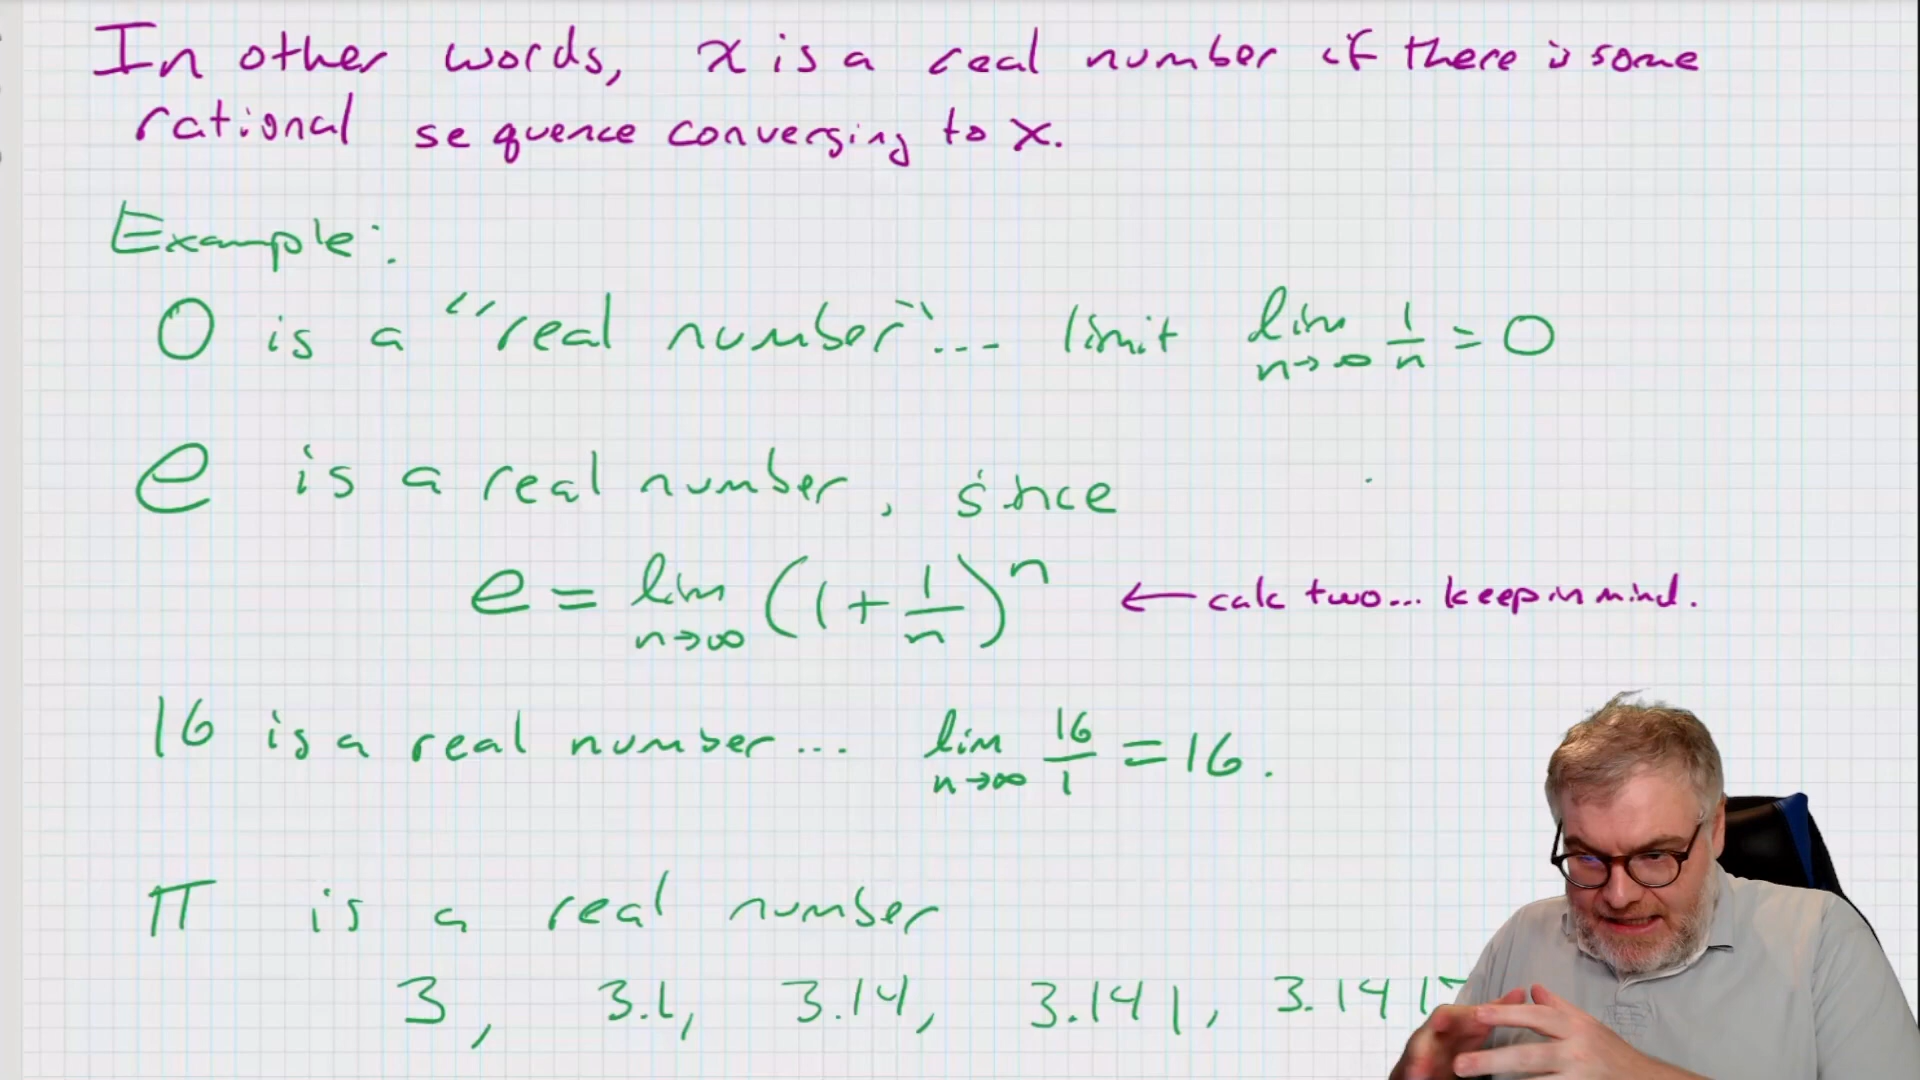 In other words, x is a real number if there is some
rational sequence converging to x.
Example:
0 is a "real number"... limit lim n→∞ 1/n = 0
e is a real number, since
e = lim n→∞ (1 + 1/n)^n ← calc two... keep in mind.
16 is a real number... lim n→∞ 16/1 = 16.
π is a real number
3, 3.1, 3.14, 3.141, 3.141